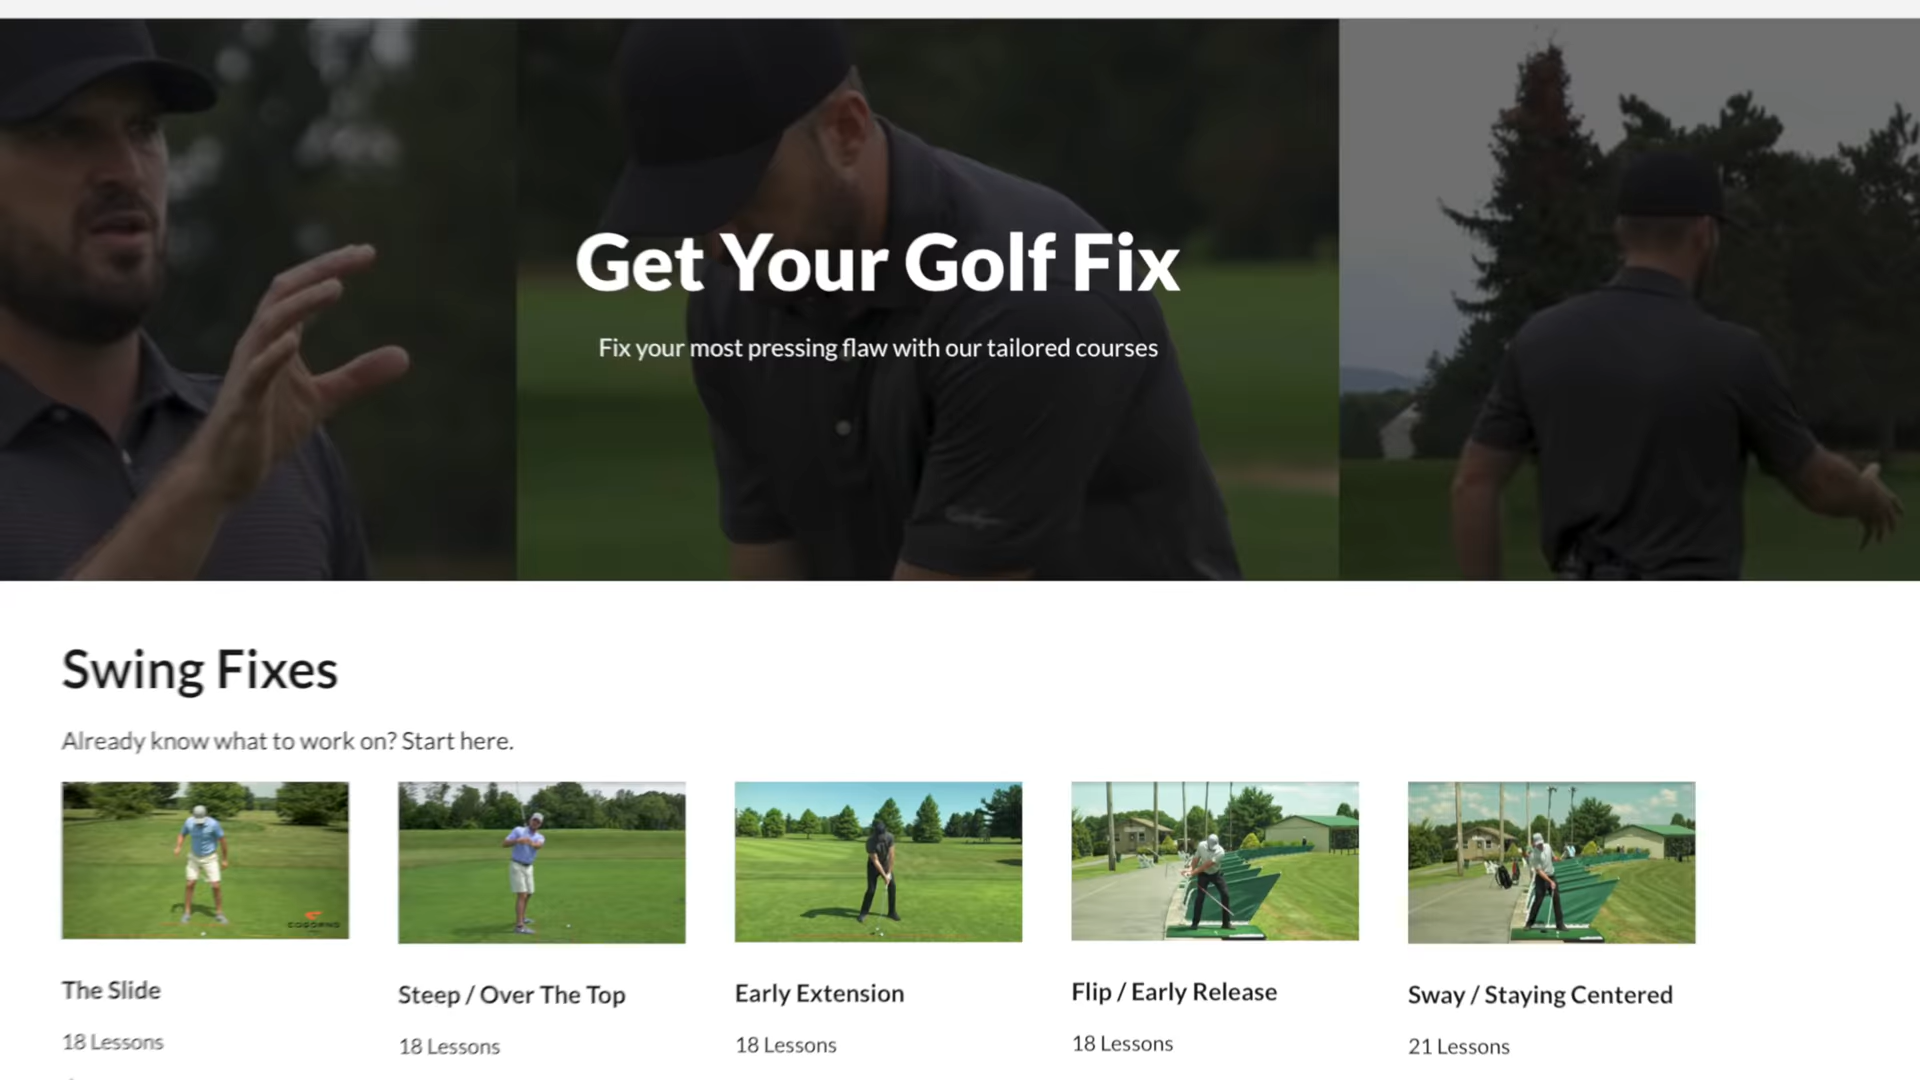 Get Your Golf Fix
Fix your most pressing flaw with our tailored courses
Swing Fixes
Already know what to work on? Start here.
COGORNO
The Slide
18 Lessons
Steep / Over The Top
18 Lessons
Early Extension
18 Lessons
Flip / Early Release
18 Lessons
Sway / Staying Centered
21 Lessons